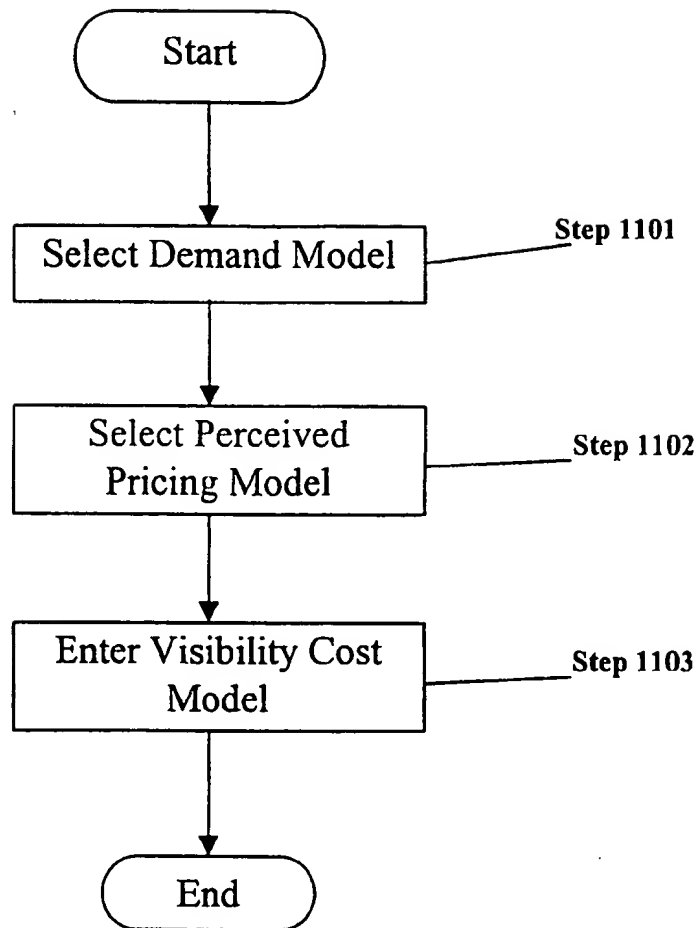 Start
Select Demand Model
Step 1101
Select Perceived
Pricing Model
Step 1102
Enter Visibility Cost
Model
Step 1103
End